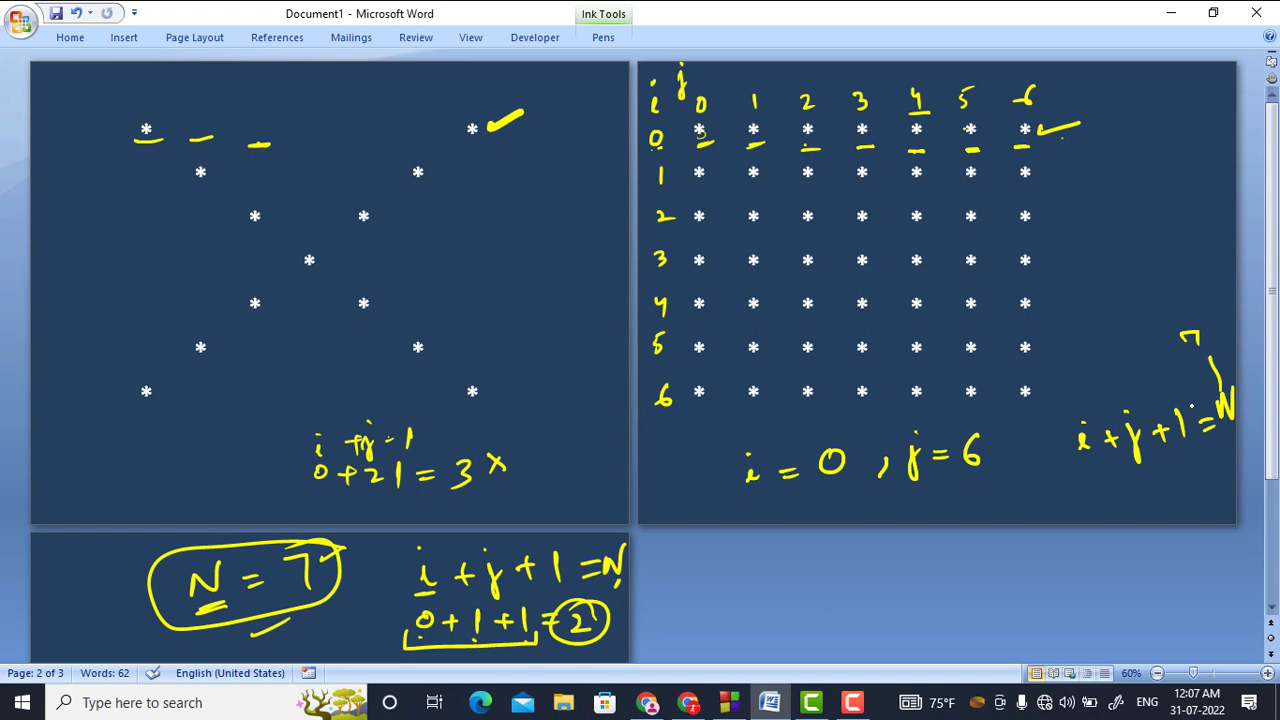 Document1 - Microsoft Word
Ink Tools
Home Insert Page Layout References Mailings Review View Developer Pens
* *
* *
* *
*
* *
* *
* *
i + j - 1
0 + 2 1 = 3 ×
i j 0 1 2 3 4 5 6
0 * * * * * * *
1 * * * * * * *
2 * * * * * * *
3 * * * * * * *
4 * * * * * * *
5 * * * * * * *
6 * * * * * * *
7
i + j + 1 = N
i = 0 , j = 6
N = 7
i + j + 1 = N
0 + 1 + 1 = 2
Page: 2 of 3 Words: 62 English (United States) 60%
Type here to search
75°F ENG 12:07 AM
31-07-2022